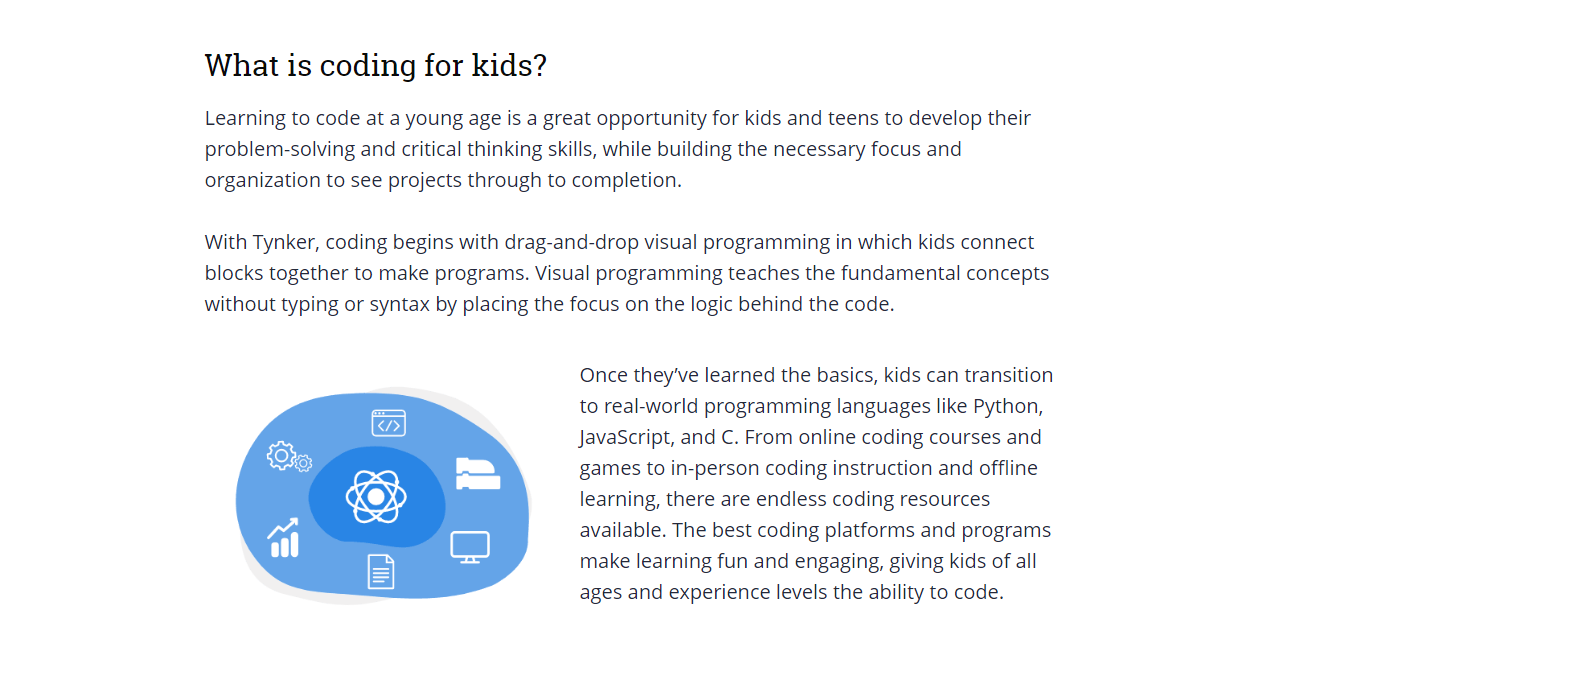 What is coding for kids?
Learning to code at a young age is a great opportunity for kids and teens to develop their
problem-solving and critical thinking skills, while building the necessary focus and
organization to see projects through to completion.
With Tynker, coding begins with drag-and-drop visual programming in which kids connect
blocks together to make programs. Visual programming teaches the fundamental concepts
without typing or syntax by placing the focus on the logic behind the code.
Once they’ve learned the basics, kids can transition
to real-world programming languages like Python,
JavaScript, and C. From online coding courses and
games to in-person coding instruction and offline
learning, there are endless coding resources
available. The best coding platforms and programs
make learning fun and engaging, giving kids of all
ages and experience levels the ability to code.